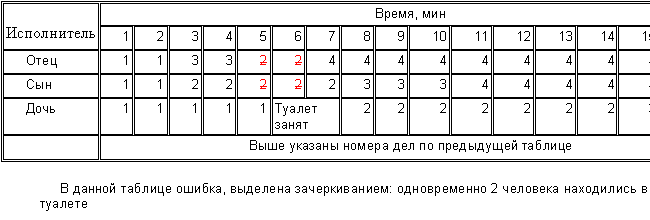 Время, мин
Исполнитель 1 2 3 4 5 6 7 8 9 10 11 12 13 14
Отец 1 1 3 3 2 2 4 4 4 4 4 4 4 4
Сын 1 1 2 2 2 2 2 3 3 3 4 4 4 4
Дочь 1 1 1 1 1 Туалет занят 2 2 2 2 2 2 2
Выше указаны номера дел по предыдущей таблице
В данной таблице ошибка, выделена зачеркиванием: одновременно 2 человека находились в
туалете